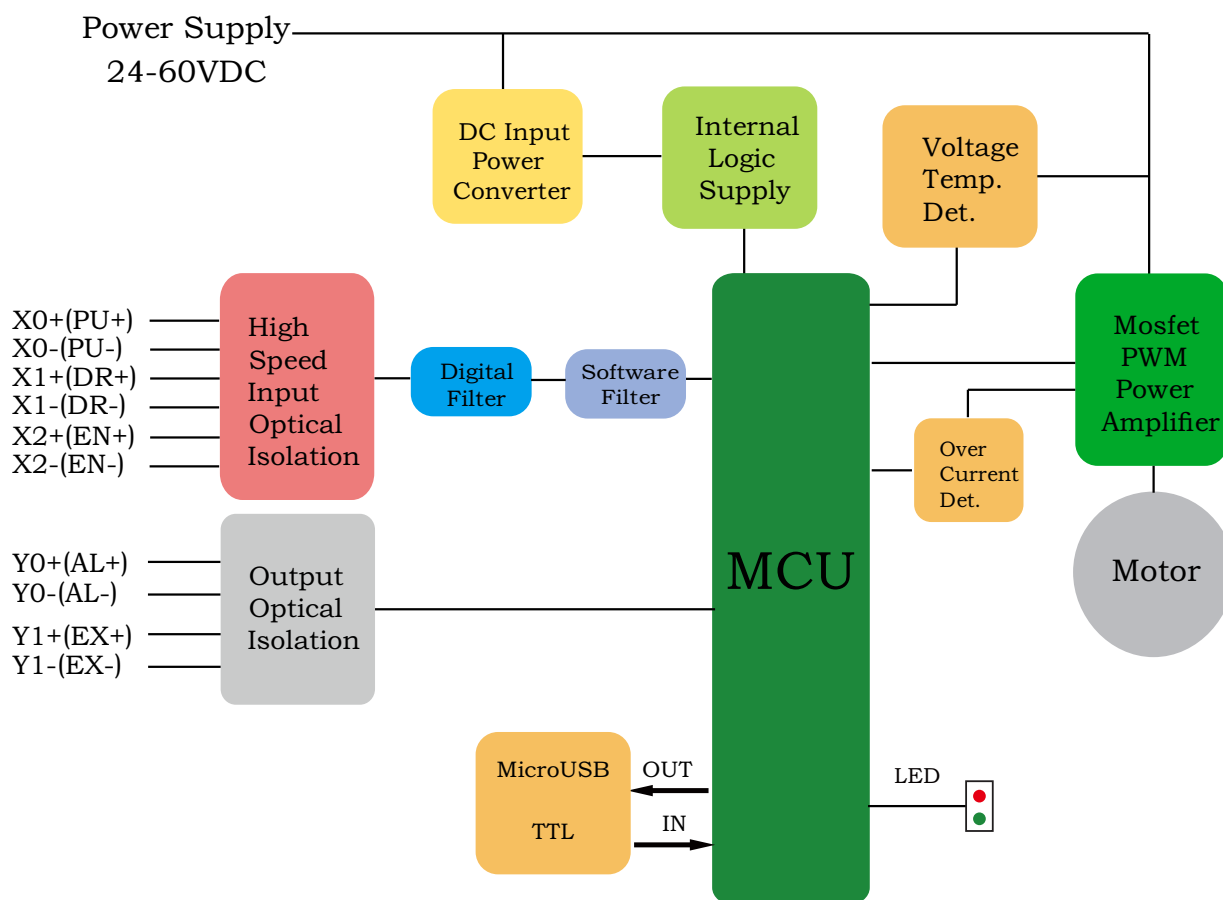 Power Supply
24-60VDC
DC Input
Power
Converter
Internal
Logic
Supply
Voltage
Temp.
Det.
X0+(PU+)
X0-(PU-)
X1+(DR+)
X1-(DR-)
X2+(EN+)
X2-(EN-)
High
Speed
Input
Optical
Isolation
Digital
Filter
Software
Filter
Mosfet
PWM
Power
Amplifier
Over
Current
Det.
MCU
Motor
Y0+(AL+)
Y0-(AL-)
Y1+(EX+)
Y1-(EX-)
Output
Optical
Isolation
MicroUSB
TTL
OUT
IN
LED